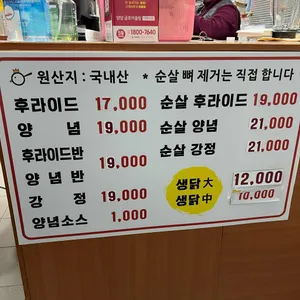 1800-7640
원산지 : 국내산 * 순살 뼈 제거는 직접 합니다
후라이드 17,000
양 념 19,000
후라이드반
양 념 반 19,000
강 정 19,000
양념소스 1,000
순살 후라이드 19,000
순살 양념 21,000
순살 강정 21,000
생닭 大 12,000
생닭 中 10,000